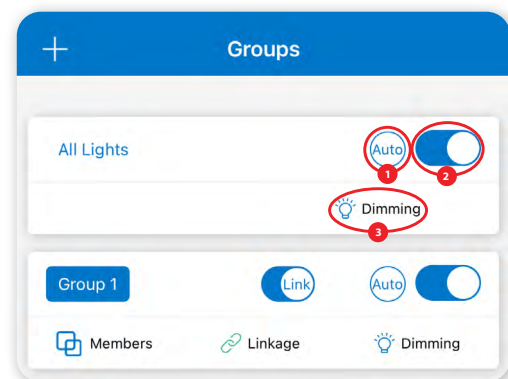 Groups
All Lights Auto
1 2
Dimming
3
Group 1 Link Auto
Members Linkage Dimming